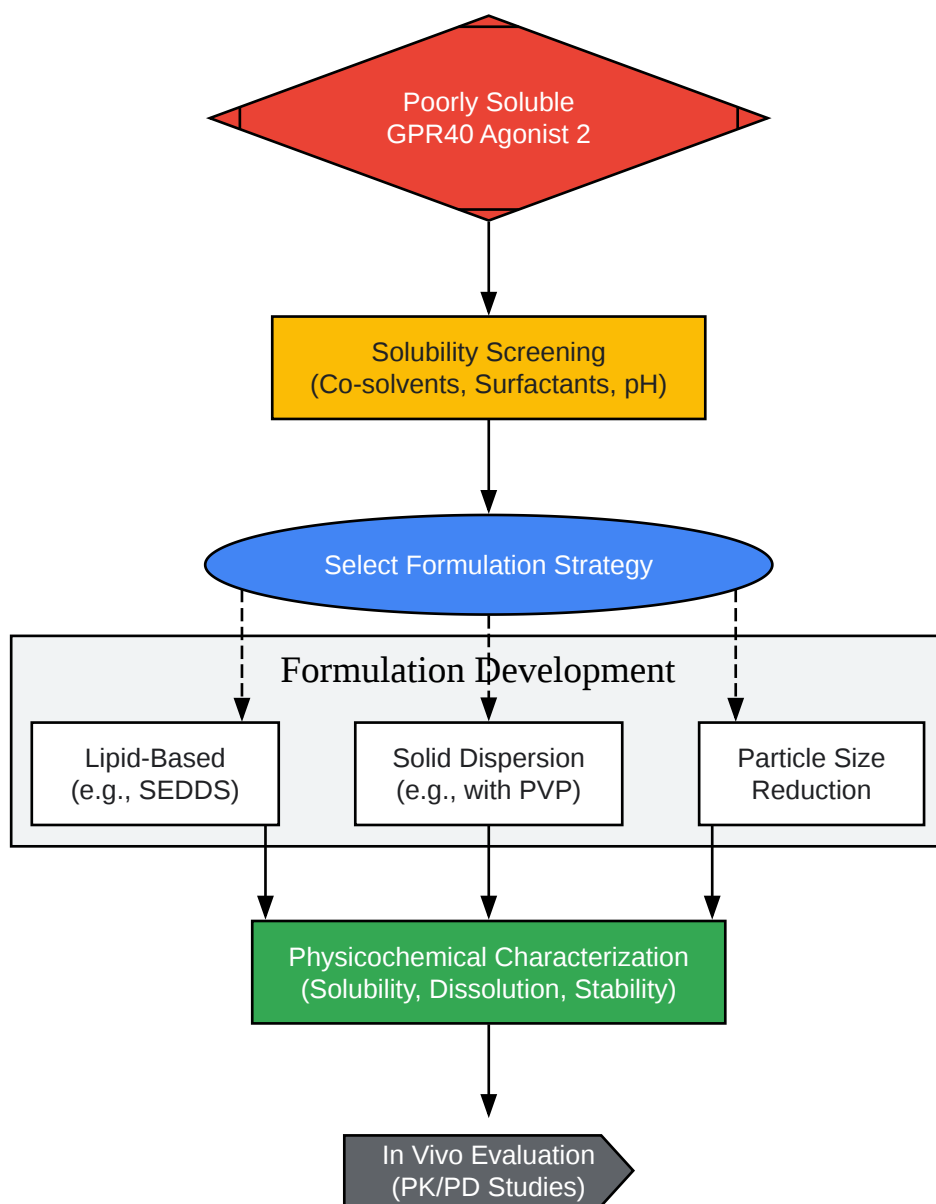 Poorly Soluble
GPR40 Agonist 2
Solubility Screening
(Co-solvents, Surfactants, pH)
Select Formulation Strategy
Formulation Development
Lipid-Based
(e.g., SEDDS)
Solid Dispersion
(e.g., with PVP)
Particle Size
Reduction
Physicochemical Characterization
(Solubility, Dissolution, Stability)
In Vivo Evaluation
(PK/PD Studies)